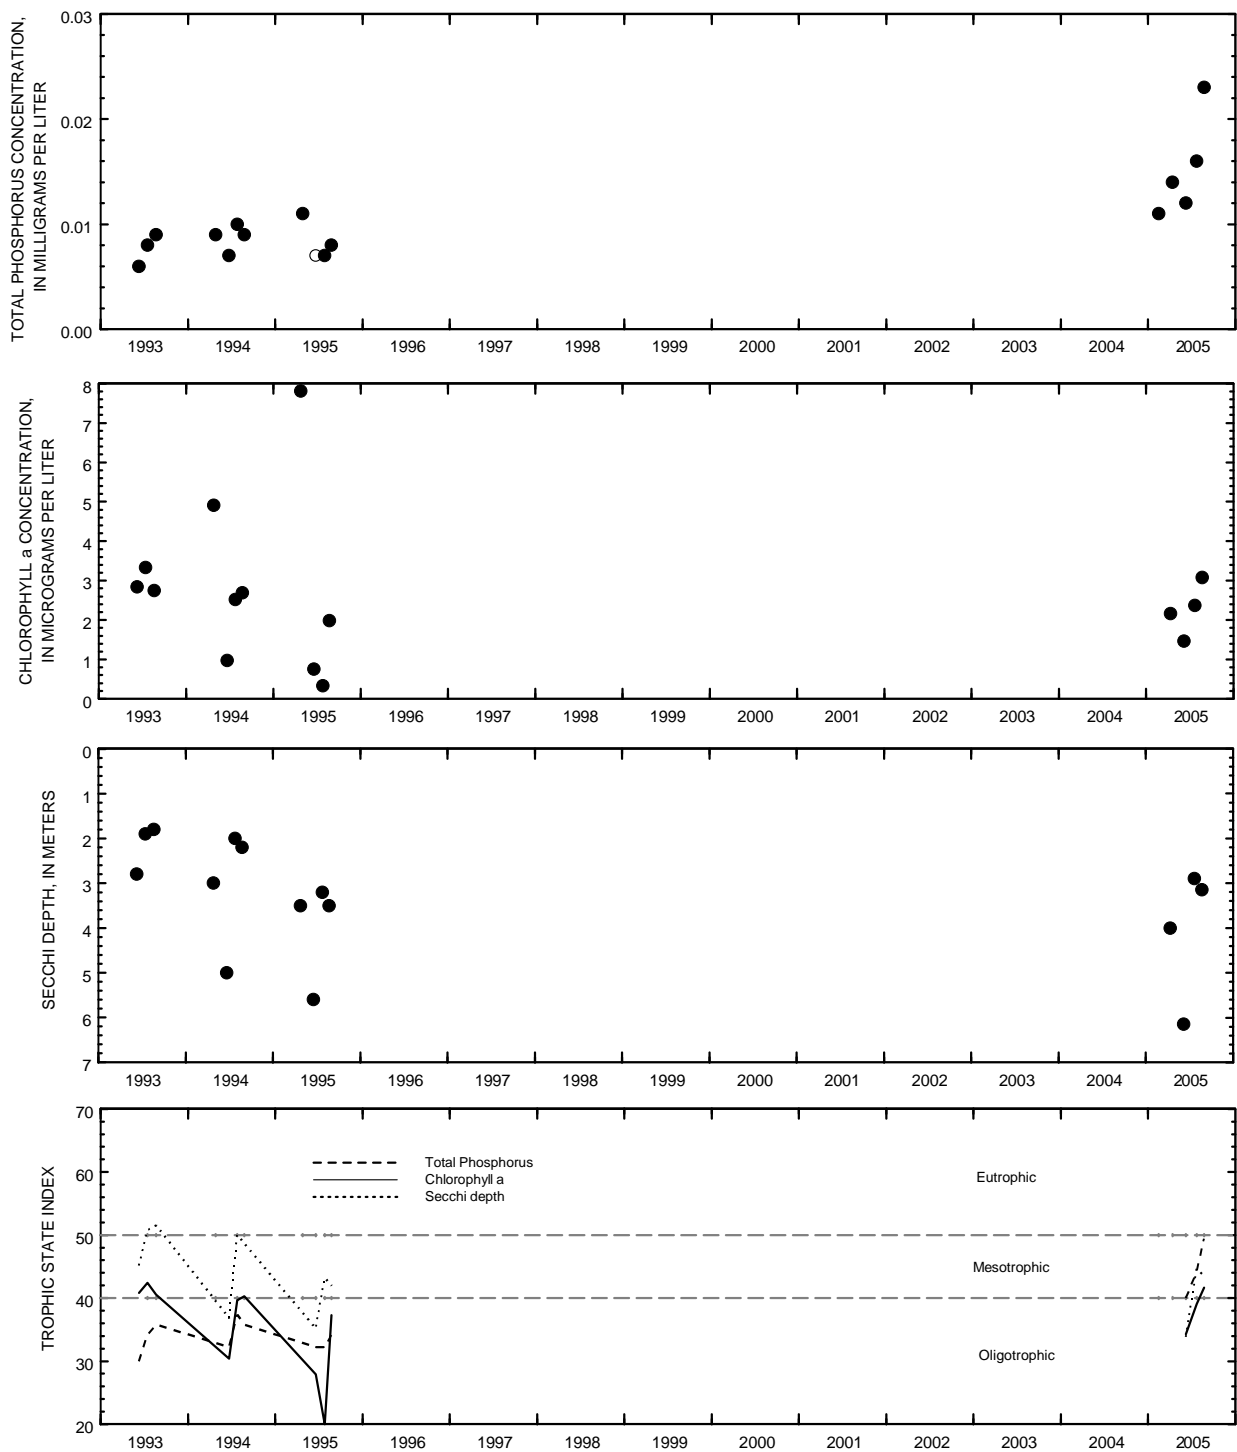 TOTAL PHOSPHORUS CONCENTRATION,
IN MILLIGRAMS PER LITER
0.03
0.02
0.01
0.00
1993 1994 1995 1996 1997 1998 1999 2000 2001 2002 2003 2004 2005
CHLOROPHYLL a CONCENTRATION,
IN MICROGRAMS PER LITER
8
7
6
5
4
3
2
1
0
1993 1994 1995 1996 1997 1998 1999 2000 2001 2002 2003 2004 2005
SECCHI DEPTH, IN METERS
0
1
2
3
4
5
6
7
1993 1994 1995 1996 1997 1998 1999 2000 2001 2002 2003 2004 2005
TROPHIC STATE INDEX
70
60
50
40
30
20
Total Phosphorus
Chlorophyll a
Secchi depth
Eutrophic
Mesotrophic
Oligotrophic
1993 1994 1995 1996 1997 1998 1999 2000 2001 2002 2003 2004 2005